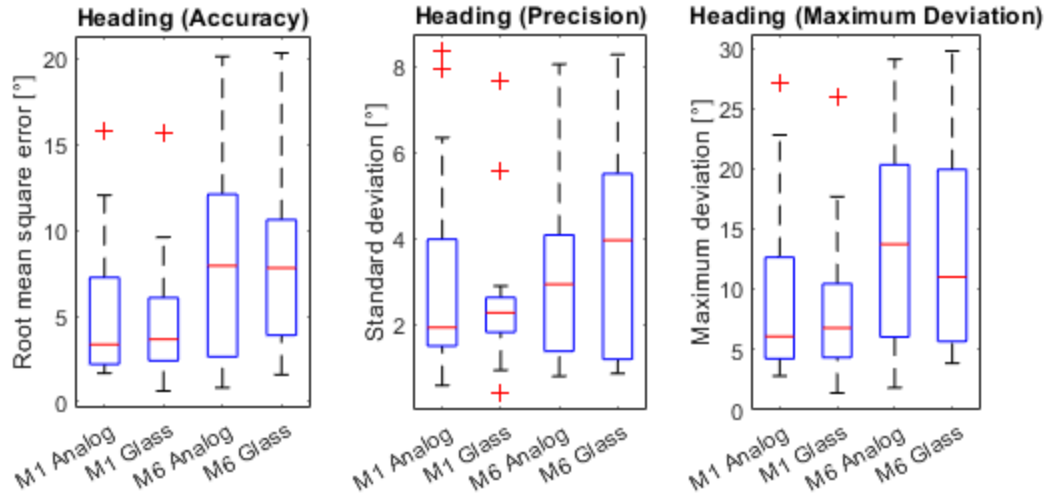 Heading (Accuracy)
Root mean square error [°]
20
15
10
5
0
M1 Analog
M1 Glass
M6 Analog
M6 Glass
Heading (Precision)
Standard deviation [°]
8
6
4
2
M1 Analog
M1 Glass
M6 Analog
M6 Glass
Heading (Maximum Deviation)
Maximum deviation [°]
30
25
20
15
10
5
0
M1 Analog
M1 Glass
M6 Analog
M6 Glass